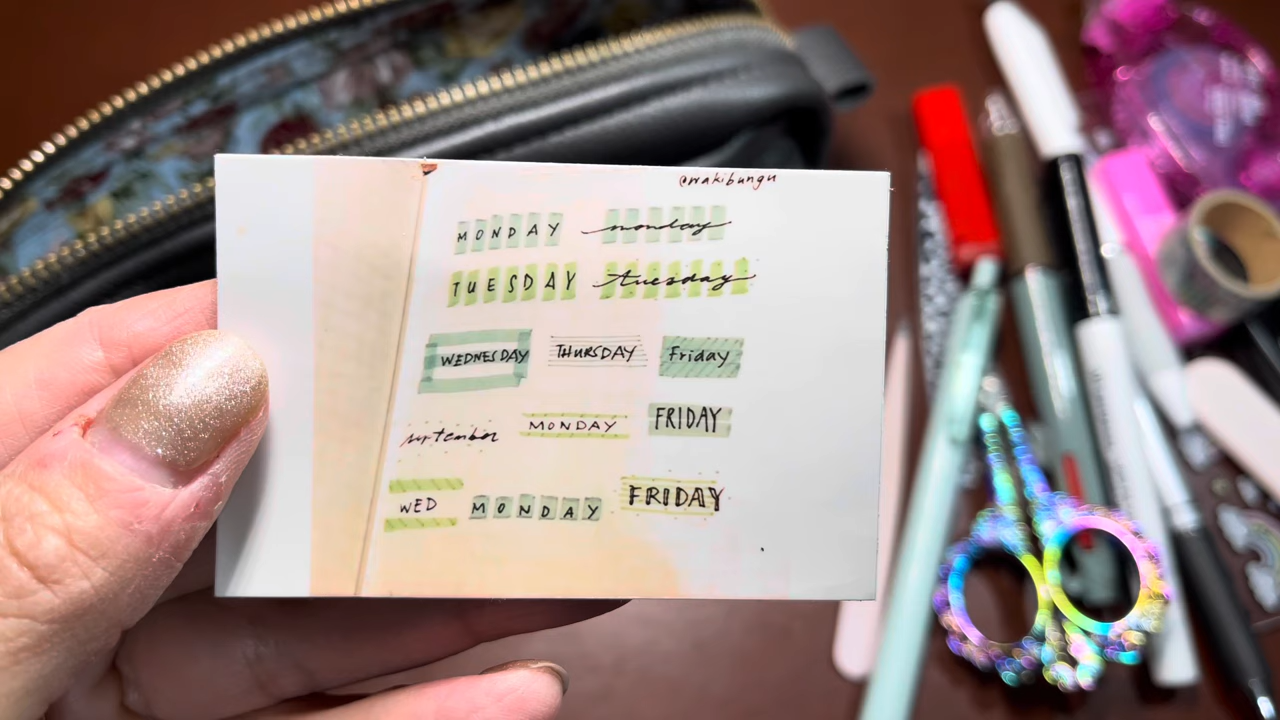 @wakibungu
MONDAY monday
TUESDAY tuesday
WEDNESDAY THURSDAY Friday
september MONDAY FRIDAY
WED MONDAY FRIDAY